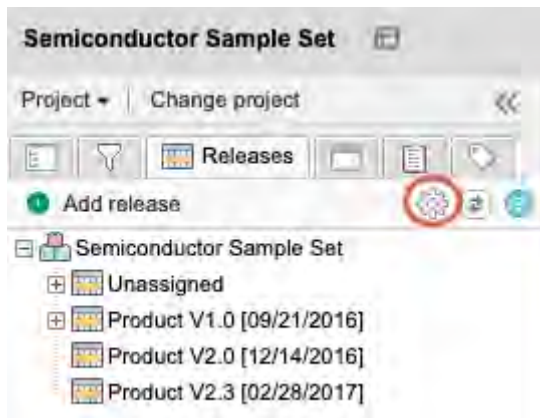 Semiconductor Sample Set
Project Change project
Releases
Add release
Semiconductor Sample Set
Unassigned
Product V1.0 [09/21/2016]
Product V2.0 [12/14/2016]
Product V2.3 [02/28/2017]